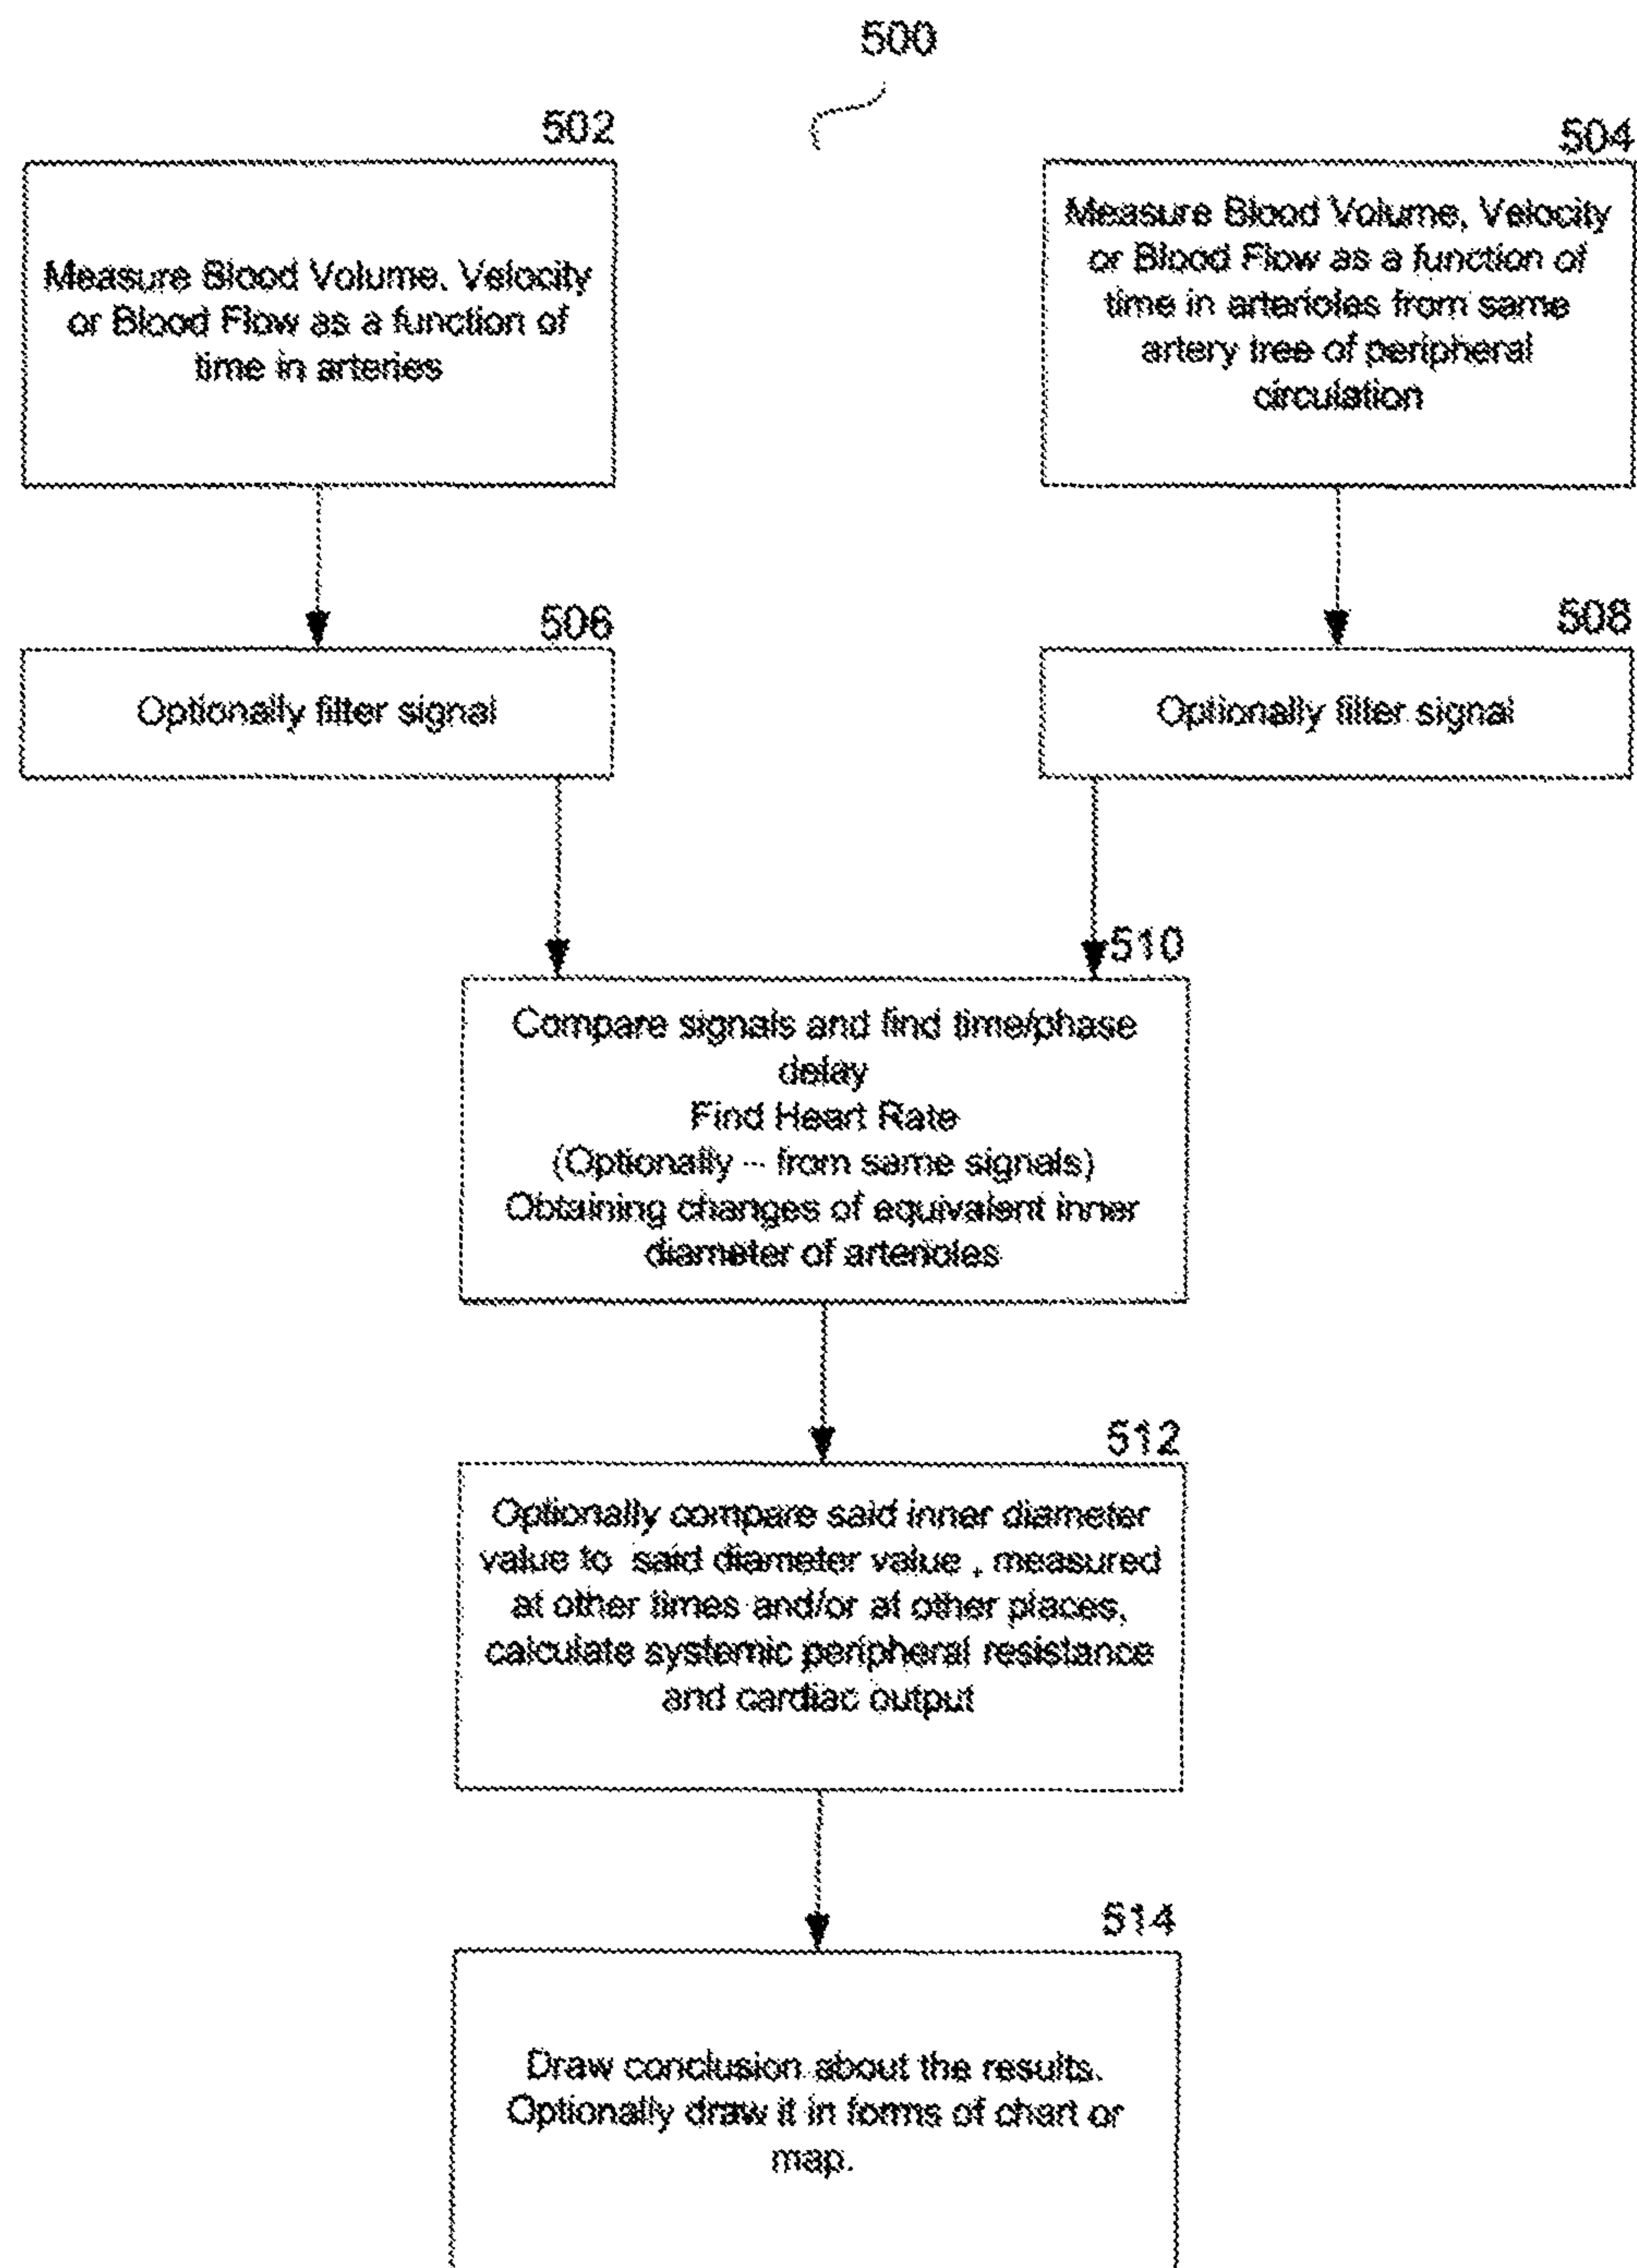 500
502
504
Measure Blood Volume, Velocity
or Blood Flow as a function of
time in arteries
Measure Blood Volume, Velocity
or Blood Flow as a function of
time in arterioles from same
artery tree of peripheral
circulation
506
508
Optionally filter signal
Optionally filter signal
510
Compare signals and find time/phase
delay
Find Heart Rate
(Optionally -- from same signals)
Obtaining changes of equivalent inner
diameter of arterioles
512
Optionally compare said inner diameter
value to said diameter value , measured
at other times and/or at other places,
calculate systemic peripheral resistance
and cardiac output
514
Draw conclusion about the results.
Optionally draw it in forms of chart or
map.